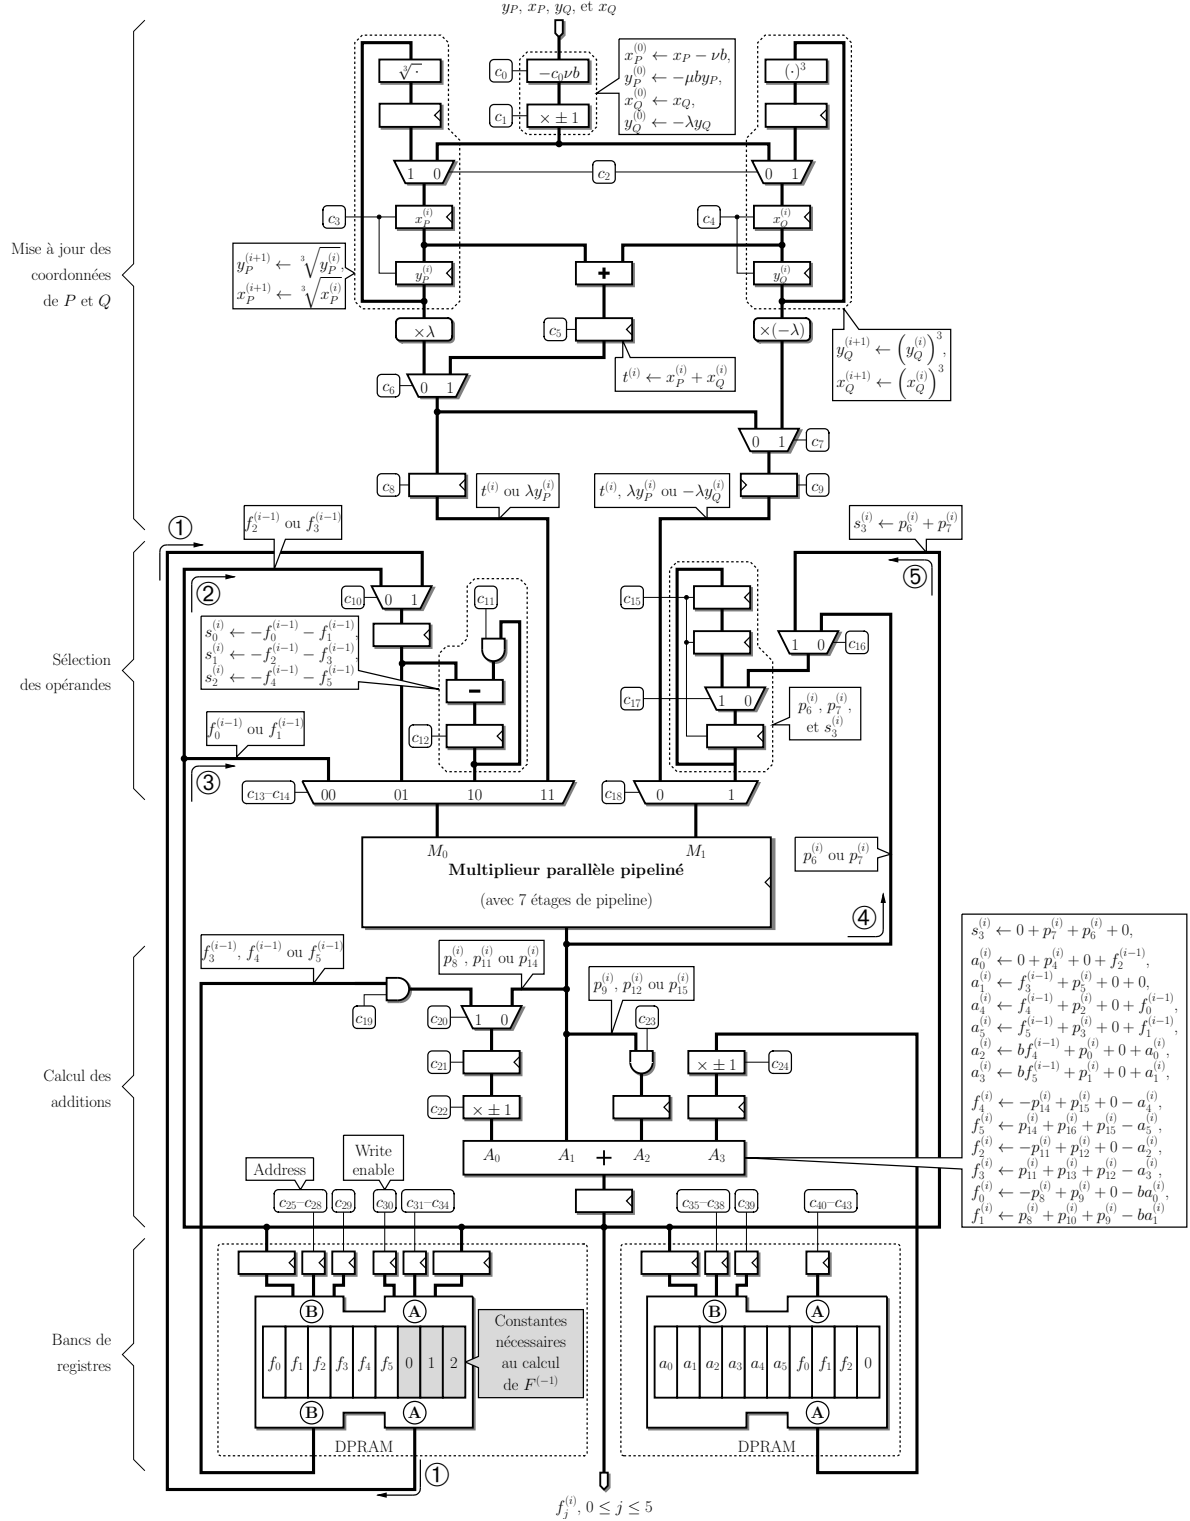 y_P, x_P, y_Q, et x_Q
∛·
c_0
−c_0νb
c_1
× ± 1
x_P^{(0)} ← x_P − νb,
y_P^{(0)} ← −μby_P,
x_Q^{(0)} ← x_Q,
y_Q^{(0)} ← −λy_Q
(·)^3
1 0
c_2
0 1
c_3
x_P^{(i)}
c_4
x_Q^{(i)}
Mise à jour des
coordonnées
de P et Q
y_P^{(i+1)} ← ∛y_P^{(i)},
x_P^{(i+1)} ← ∛x_P^{(i)}
y_P^{(i)}
+
y_Q^{(i)}
×λ
c_5
×(−λ)
y_Q^{(i+1)} ← (y_Q^{(i)})^3,
x_Q^{(i+1)} ← (x_Q^{(i)})^3
t^{(i)} ← x_P^{(i)} + x_Q^{(i)}
c_6
0 1
0 1
c_7
c_8
t^{(i)} ou λy_P^{(i)}
t^{(i)}, λy_P^{(i)} ou −λy_Q^{(i)}
c_9
①
f_2^{(i-1)} ou f_3^{(i-1)}
s_3^{(i)} ← p_6^{(i)} + p_7^{(i)}
②
⑤
c_10
0 1
c_11
c_15
s_0^{(i)} ← −f_0^{(i-1)} − f_1^{(i-1)},
s_1^{(i)} ← −f_2^{(i-1)} − f_3^{(i-1)},
s_2^{(i)} ← −f_4^{(i-1)} − f_5^{(i-1)}
1 0
c_16
Sélection
des opérandes
−
c_17
1 0
p_6^{(i)}, p_7^{(i)},
et s_3^{(i)}
f_0^{(i-1)} ou f_1^{(i-1)}
c_12
③
c_13–c_14
00 01 10 11
c_18
0 1
M_0
M_1
Multiplieur parallèle pipeliné
(avec 7 étages de pipeline)
p_6^{(i)} ou p_7^{(i)}
④
f_3^{(i-1)}, f_4^{(i-1)} ou f_5^{(i-1)}
p_8^{(i)}, p_11^{(i)} ou p_14^{(i)}
p_9^{(i)}, p_12^{(i)} ou p_15^{(i)}
c_19
c_20
1 0
c_23
c_21
× ± 1
c_24
c_22
× ± 1
Calcul des
additions
A_0 A_1 + A_2 A_3
s_3^{(i)} ← 0 + p_7^{(i)} + p_6^{(i)} + 0,
a_0^{(i)} ← 0 + p_4^{(i)} + 0 + f_2^{(i-1)},
a_1^{(i)} ← f_3^{(i-1)} + p_5^{(i)} + 0 + 0,
a_4^{(i)} ← f_4^{(i-1)} + p_2^{(i)} + 0 + f_0^{(i-1)},
a_5^{(i)} ← f_5^{(i-1)} + p_3^{(i)} + 0 + f_1^{(i-1)},
a_2^{(i)} ← bf_4^{(i-1)} + p_0^{(i)} + 0 + a_0^{(i)},
a_3^{(i)} ← bf_5^{(i-1)} + p_1^{(i)} + 0 + a_1^{(i)},
f_4^{(i)} ← −p_14^{(i)} + p_15^{(i)} + 0 − a_4^{(i)},
f_5^{(i)} ← p_14^{(i)} + p_16^{(i)} + p_15^{(i)} − a_5^{(i)},
f_2^{(i)} ← −p_11^{(i)} + p_12^{(i)} + 0 − a_2^{(i)},
f_3^{(i)} ← p_11^{(i)} + p_13^{(i)} + p_12^{(i)} − a_3^{(i)},
f_0^{(i)} ← −p_8^{(i)} + p_9^{(i)} + 0 − ba_0^{(i)},
f_1^{(i)} ← p_8^{(i)} + p_10^{(i)} + p_9^{(i)} − ba_1^{(i)}
Address
Write
enable
c_25–c_28
c_29
c_30
c_31–c_34
c_35–c_38
c_39
c_40–c_43
Bancs de
registres
B A
B A
f_0 f_1 f_2 f_3 f_4 f_5 0 1 2
Constantes
nécessaires
au calcul
de F^{(−1)}
a_0 a_1 a_2 a_3 a_4 a_5 f_0 f_1 f_2 0
B A
A
DPRAM
DPRAM
①
f_j^{(i)}, 0 ≤ j ≤ 5